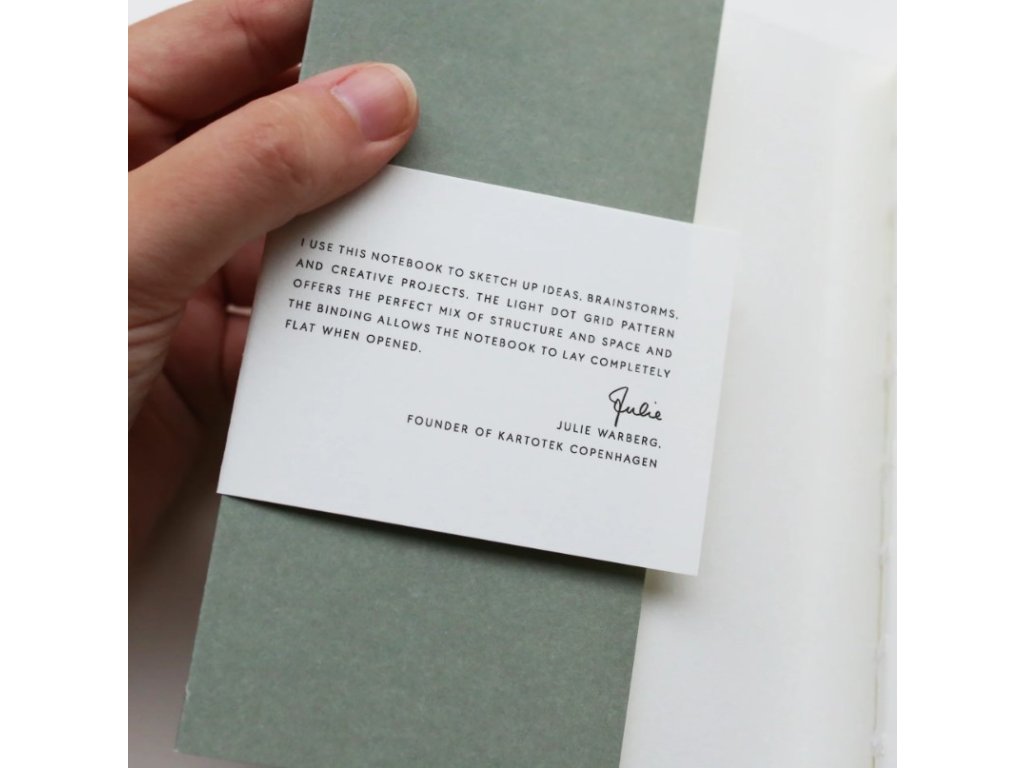 I USE THIS NOTEBOOK TO SKETCH UP IDEAS, BRAINSTORMS,
AND CREATIVE PROJECTS. THE LIGHT DOT GRID PATTERN
OFFERS THE PERFECT MIX OF STRUCTURE AND SPACE AND
THE BINDING ALLOWS THE NOTEBOOK TO LAY COMPLETELY
FLAT WHEN OPENED.
Julie
JULIE WARBERG,
FOUNDER OF KARTOTEK COPENHAGEN